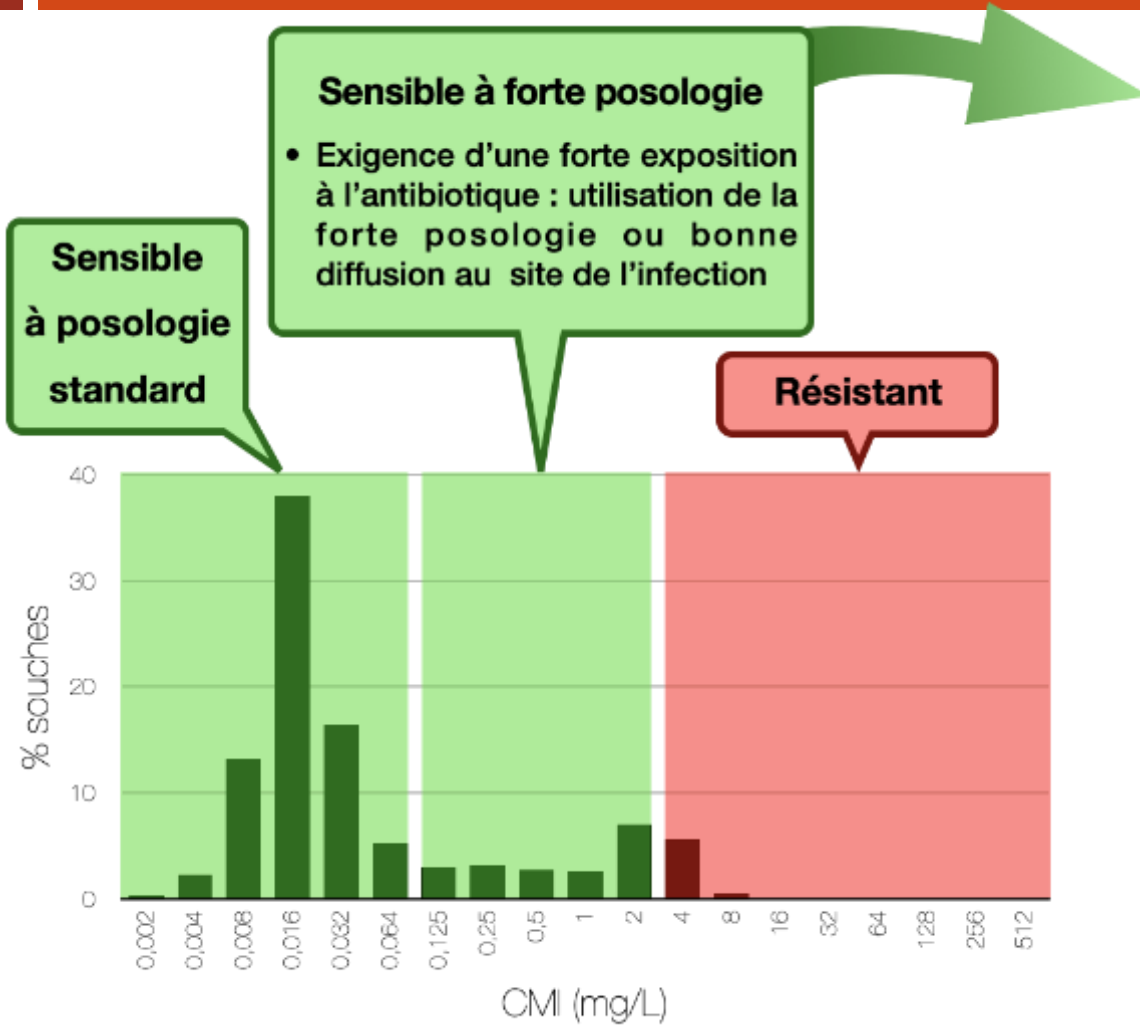 Sensible à forte posologie
• Exigence d'une forte exposition
à l'antibiotique : utilisation de la
forte posologie ou bonne
diffusion au site de l'infection
Sensible
à posologie
standard
Résistant
40
30
20
10
0
% souches
0,002 0,004 0,008 0,016 0,032 0,064 0,125 0,25 0,5 1 2 4 8 16 32 64 128 256 512
CMI (mg/L)